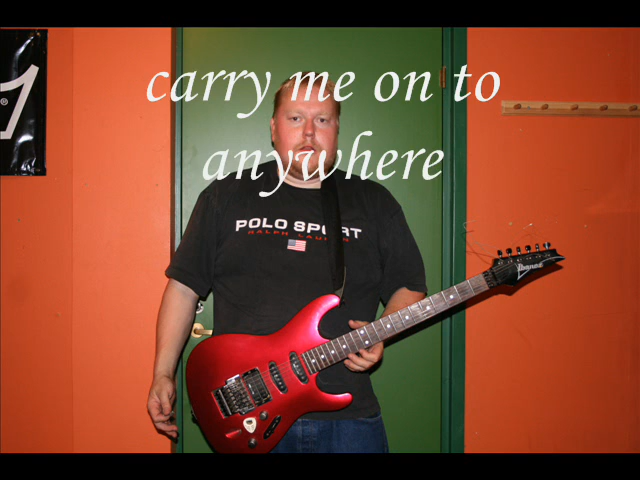 carry me on to
anywhere
POLO SPORT
RALPH LAUREN
Ibanez